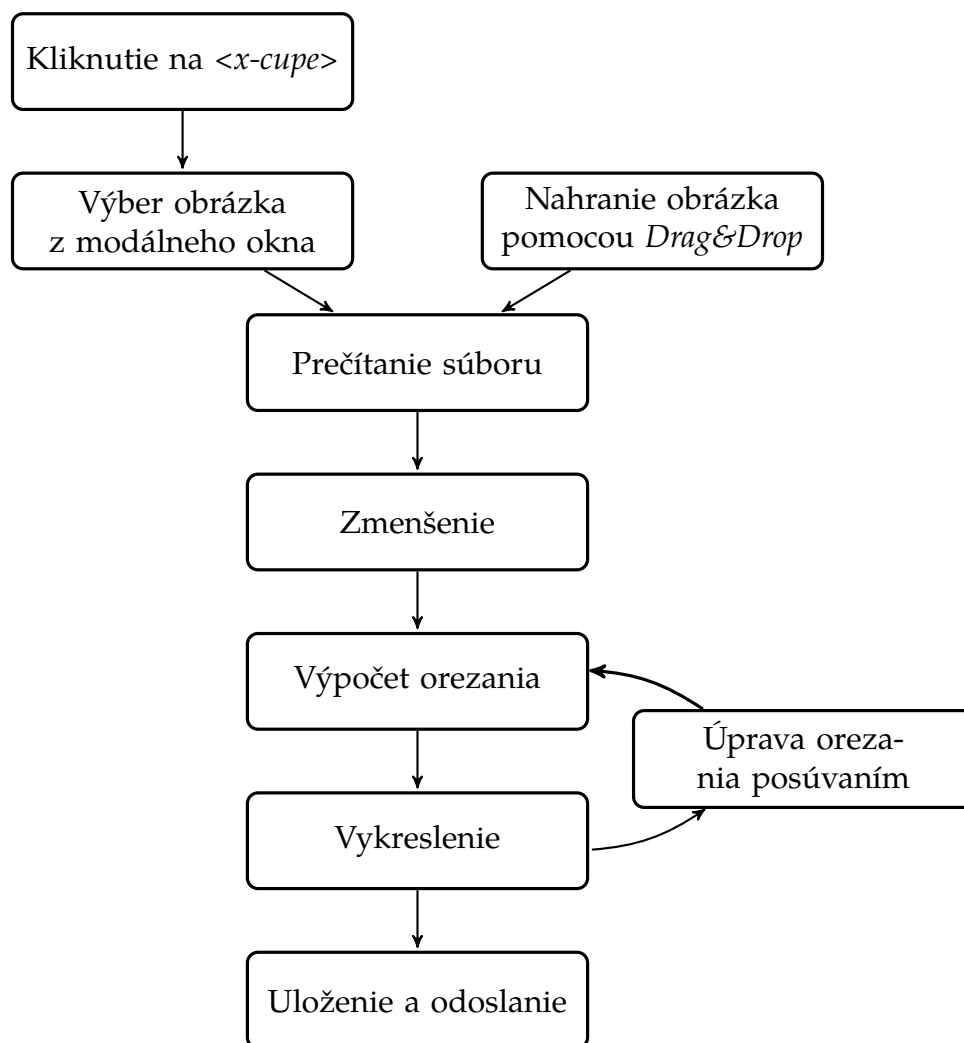 Kliknutie na <x-cupe>
Výber obrázka
z modálneho okna
Nahranie obrázka
pomocou Drag&Drop
Prečítanie súboru
Zmenšenie
Výpočet orezania
Úprava oreza-
nia posúvaním
Vykreslenie
Uloženie a odoslanie